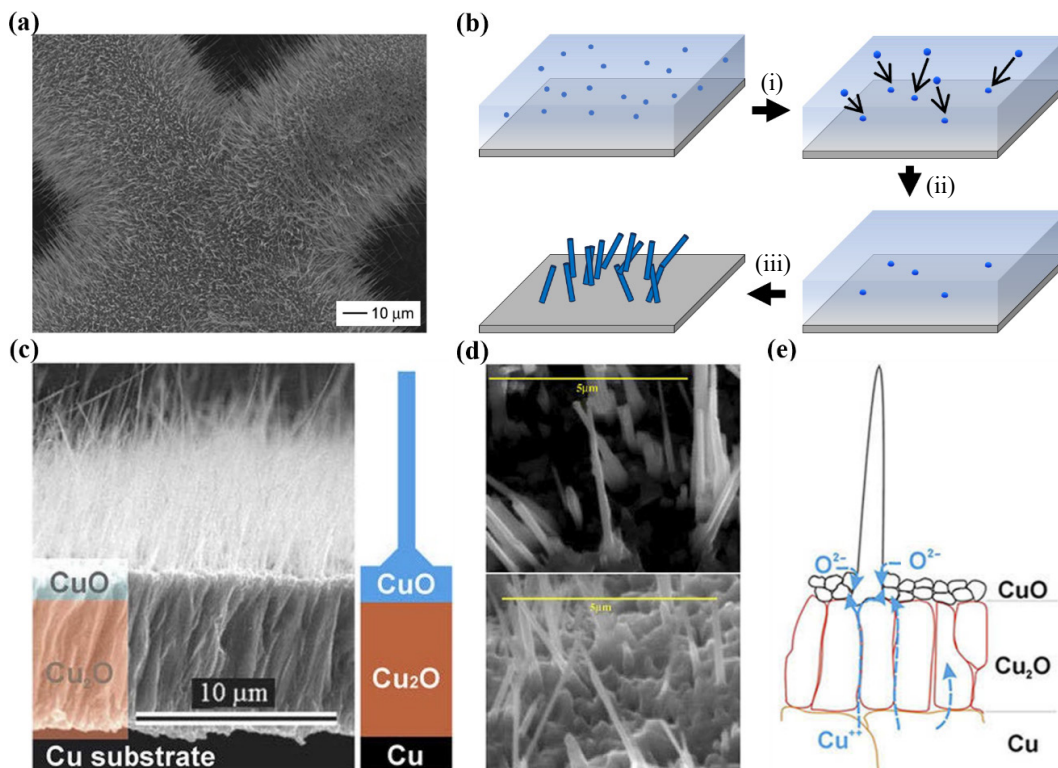 (a)
10 μm
(b)
(i)
(ii)
(iii)
(c)
CuO
Cu₂O
10 μm
Cu substrate
CuO
Cu₂O
Cu
(d)
5μm
5μm
(e)
O²⁻
O²⁻
CuO
Cu₂O
Cu⁺⁺
Cu